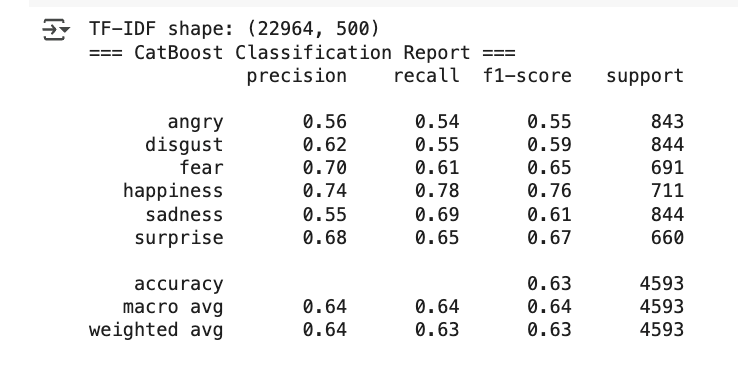 TF-IDF shape: (22964, 500)
=== CatBoost Classification Report ===
precision recall f1-score support
angry 0.56 0.54 0.55 843
disgust 0.62 0.55 0.59 844
fear 0.70 0.61 0.65 691
happiness 0.74 0.78 0.76 711
sadness 0.55 0.69 0.61 844
surprise 0.68 0.65 0.67 660
accuracy 0.63 4593
macro avg 0.64 0.64 0.64 4593
weighted avg 0.64 0.63 0.63 4593